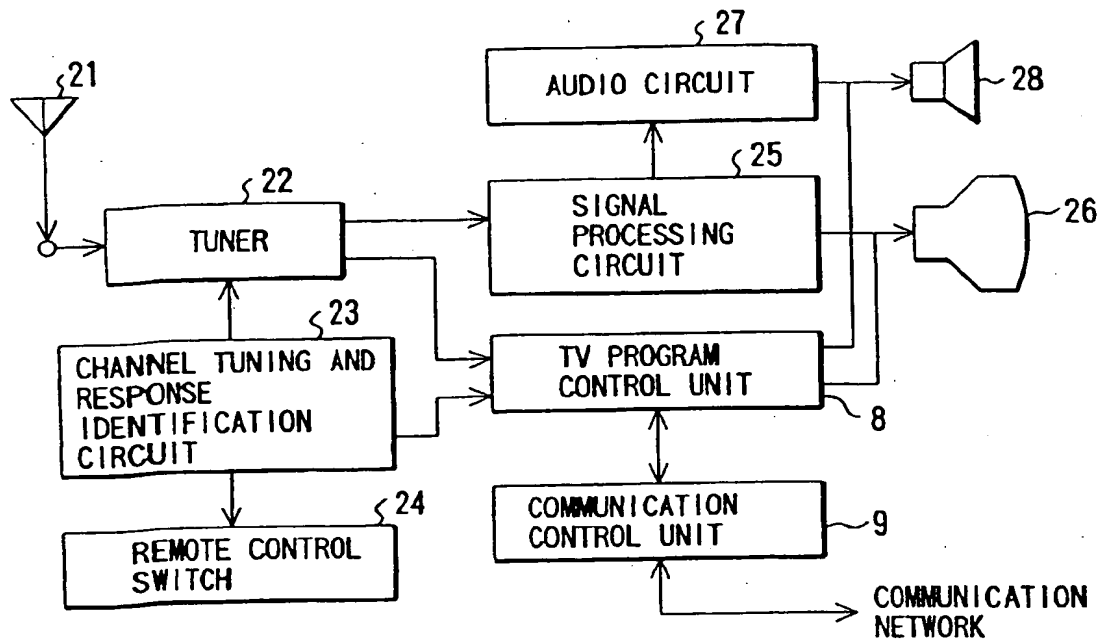 27
AUDIO CIRCUIT
28
21
22
TUNER
25
SIGNAL
PROCESSING
CIRCUIT
26
23
CHANNEL TUNING AND
RESPONSE
IDENTIFICATION
CIRCUIT
TV PROGRAM
CONTROL UNIT
8
24
REMOTE CONTROL
SWITCH
COMMUNICATION
CONTROL UNIT
9
COMMUNICATION
NETWORK